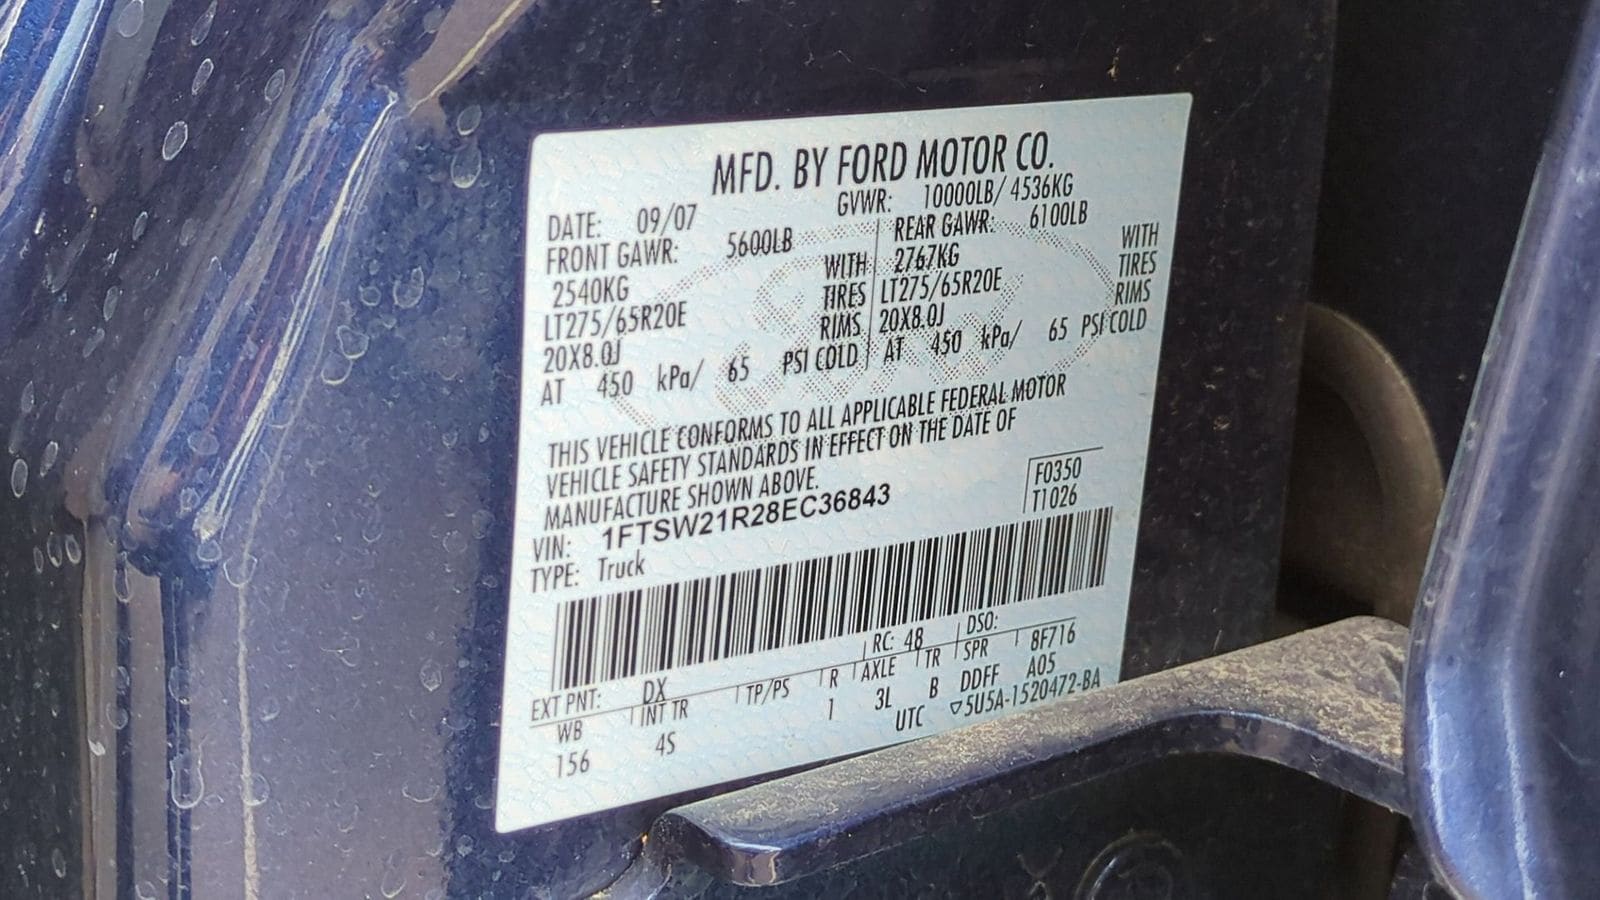 MFD. BY FORD MOTOR CO.
DATE: 09/07 GVWR: 10000LB/ 4536KG
FRONT GAWR: 5600LB REAR GAWR: 6100LB
2540KG WITH 2767KG WITH
LT275/65R20E TIRES LT275/65R20E TIRES
20X8.0J RIMS 20X8.0J RIMS
AT 450 kPa/ 65 PSI COLD AT 450 kPa/ 65 PSI COLD
THIS VEHICLE CONFORMS TO ALL APPLICABLE FEDERAL MOTOR
VEHICLE SAFETY STANDARDS IN EFFECT ON THE DATE OF
MANUFACTURE SHOWN ABOVE.
VIN: 1FTSW21R28EC36843 F0350
TYPE: Truck T1026
EXT PNT: DX RC: 48 DSO:
WB INT TR TP/PS R AXLE TR SPR 8F716
156 4S 1 3L B DDFF A05
UTC ▽5U5A-1520472-BA